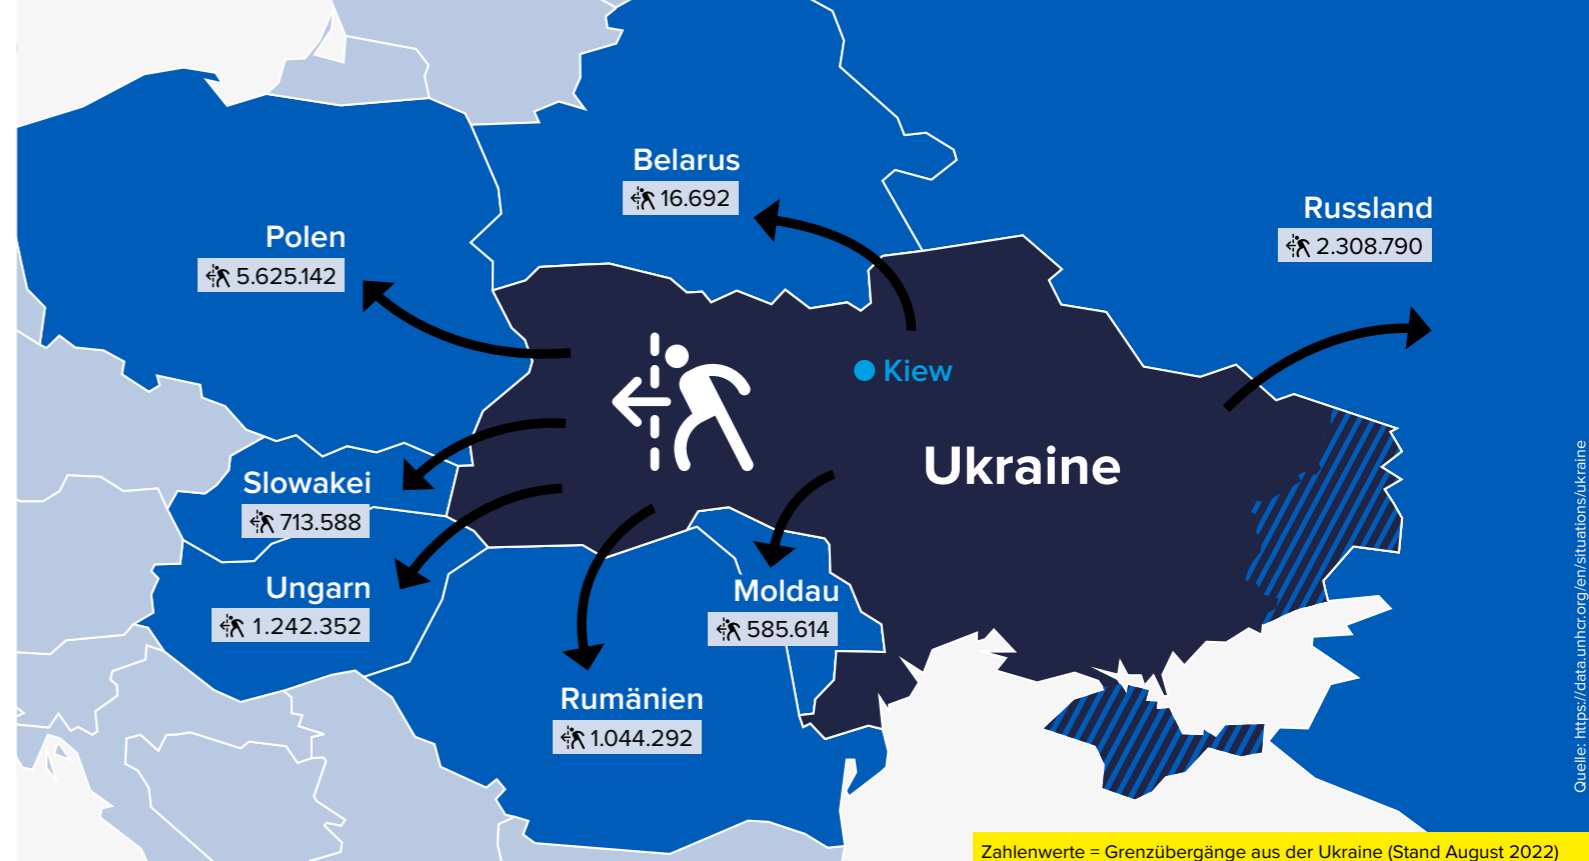 Belarus
16.692
Russland
2.308.790
Polen
5.625.142
Kiew
Ukraine
Slowakei
713.588
Ungarn
1.242.352
Moldau
585.614
Rumänien
1.044.292
Quelle: https://data.unhcr.org/en/situations/ukraine
Zahlenwerte = Grenzübergänge aus der Ukraine (Stand August 2022)